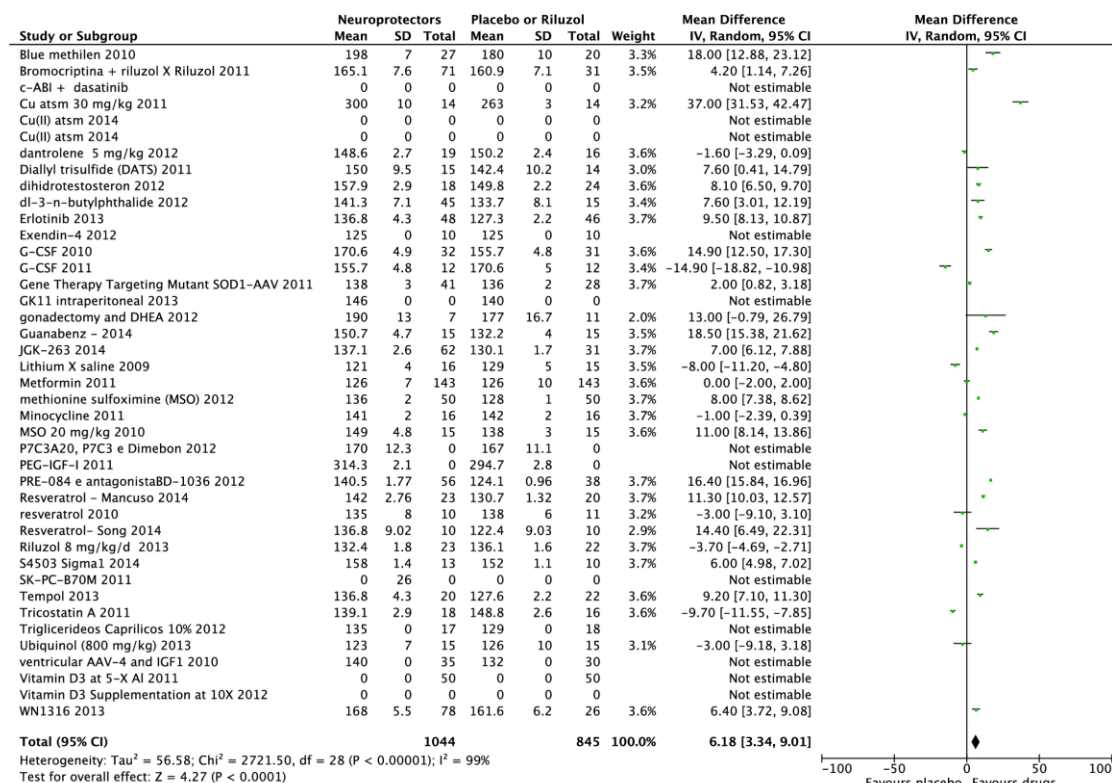 Neuroprotectors Placebo or Riluzol Mean Difference Mean Difference
Study or Subgroup Mean SD Total Mean SD Total Weight IV, Random, 95% CI IV, Random, 95% CI
Blue methilen 2010 198 7 27 180 10 20 3.3% 18.00 [12.88, 23.12]
Bromocriptina + riluzol X Riluzol 2011 165.1 7.6 71 160.9 7.1 31 3.5% 4.20 [1.14, 7.26]
c-ABl + dasatinib 0 0 0 0 0 0 Not estimable
Cu atsm 30 mg/kg 2011 300 10 14 263 3 14 3.2% 37.00 [31.53, 42.47]
Cu(II) atsm 2014 0 0 0 0 0 0 Not estimable
Cu(II) atsm 2014 0 0 0 0 0 0 Not estimable
dantrolene 5 mg/kg 2012 148.6 2.7 19 150.2 2.4 16 3.6% -1.60 [-3.29, 0.09]
Diallyl trisulfide (DATS) 2011 150 9.5 15 142.4 10.2 14 3.0% 7.60 [0.41, 14.79]
dihidrotestosteron 2012 157.9 2.9 18 149.8 2.2 24 3.6% 8.10 [6.50, 9.70]
dl-3-n-butylphthalide 2012 141.3 7.1 45 133.7 8.1 15 3.4% 7.60 [3.01, 12.19]
Erlotinib 2013 136.8 4.3 48 127.3 2.2 46 3.7% 9.50 [8.13, 10.87]
Exendin-4 2012 125 0 10 125 0 10 Not estimable
G-CSF 2010 170.6 4.9 32 155.7 4.8 31 3.6% 14.90 [12.50, 17.30]
G-CSF 2011 155.7 4.8 12 170.6 5 12 3.4% -14.90 [-18.82, -10.98]
Gene Therapy Targeting Mutant SOD1-AAV 2011 138 3 41 136 2 28 3.7% 2.00 [0.82, 3.18]
GK11 intraperitoneal 2013 146 0 0 140 0 0 Not estimable
gonadectomy and DHEA 2012 190 13 7 177 16.7 11 2.0% 13.00 [-0.79, 26.79]
Guanabenz - 2014 150.7 4.7 15 132.2 4 15 3.5% 18.50 [15.38, 21.62]
JGK-263 2014 137.1 2.6 62 130.1 1.7 31 3.7% 7.00 [6.12, 7.88]
Lithium X saline 2009 121 4 16 129 5 15 3.5% -8.00 [-11.20, -4.80]
Metformin 2011 126 7 143 126 10 143 3.6% 0.00 [-2.00, 2.00]
methionine sulfoximine (MSO) 2012 136 2 50 128 1 50 3.7% 8.00 [7.38, 8.62]
Minocycline 2011 141 2 16 142 2 16 3.7% -1.00 [-2.39, 0.39]
MSO 20 mg/kg 2010 149 4.8 15 138 3 15 3.6% 11.00 [8.14, 13.86]
P7C3A20, P7C3 e Dimebon 2012 170 12.3 0 167 11.1 0 Not estimable
PEG-IGF-I 2011 314.3 2.1 0 294.7 2.8 0 Not estimable
PRE-084 e antagonistaBD-1036 2012 140.5 1.77 56 124.1 0.96 38 3.7% 16.40 [15.84, 16.96]
Resveratrol - Mancuso 2014 142 2.76 23 130.7 1.32 20 3.7% 11.30 [10.03, 12.57]
resveratrol 2010 135 8 10 138 6 11 3.1% -3.00 [-9.10, 3.10]
Resveratrol- Song 2014 136.8 9.02 10 122.4 9.03 10 2.9% 14.40 [6.49, 22.31]
Riluzol 8 mg/kg/d 2013 132.4 1.8 23 136.1 1.6 22 3.7% -3.70 [-4.69, -2.71]
S4503 Sigma1 2014 158 1.4 13 152 1.1 10 3.7% 6.00 [4.98, 7.02]
SK-PC-B70M 2011 0 26 0 0 0 0 Not estimable
Tempol 2013 136.8 4.3 20 127.6 2.2 22 3.6% 9.20 [7.10, 11.30]
Tricostatin A 2011 139.1 2.9 18 148.8 2.6 16 3.6% -9.70 [-11.55, -7.85]
Triglicerideos Caprilicos 10% 2012 135 0 17 129 0 18 Not estimable
Ubiquinol (800 mg/kg) 2013 123 7 15 126 10 15 3.1% -3.00 [-9.18, 3.18]
ventricular AAV-4 and IGF1 2010 140 0 35 132 0 30 Not estimable
Vitamin D3 at 5-X Al 2011 0 0 50 0 0 50 Not estimable
Vitamin D3 Supplementation at 10X 2012 0 0 0 0 0 0 Not estimable
WN1316 2013 168 5.5 78 161.6 6.2 26 3.6% 6.40 [3.72, 9.08]
Total (95% CI) 1044 845 100.0% 6.18 [3.34, 9.01]
Heterogeneity: Tau² = 56.58; Chi² = 2721.50, df = 28 (P < 0.00001); I² = 99%
Test for overall effect: Z = 4.27 (P < 0.0001)
-100 -50 0 50 100
Favours placebo Favours drugs